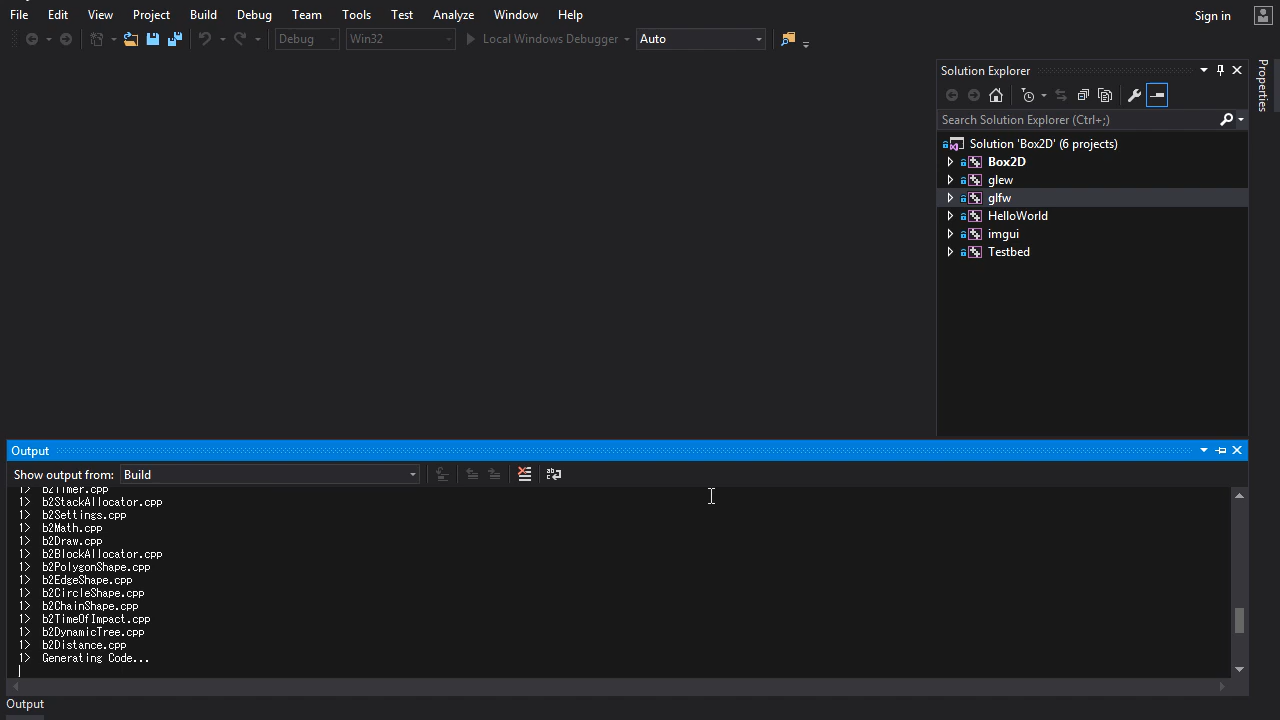 File Edit View Project Build Debug Team Tools Test Analyze Window Help Sign in
Debug Win32 Local Windows Debugger Auto
Solution Explorer
Properties
Search Solution Explorer (Ctrl+;)
Solution 'Box2D' (6 projects)
Box2D
glew
glfw
HelloWorld
imgui
Testbed
Output
Show output from: Build
1> b2Timer.cpp
1> b2StackAllocator.cpp
1> b2Settings.cpp
1> b2Math.cpp
1> b2Draw.cpp
1> b2BlockAllocator.cpp
1> b2PolygonShape.cpp
1> b2EdgeShape.cpp
1> b2CircleShape.cpp
1> b2ChainShape.cpp
1> b2TimeOfImpact.cpp
1> b2DynamicTree.cpp
1> b2Distance.cpp
1> Generating Code...
Output